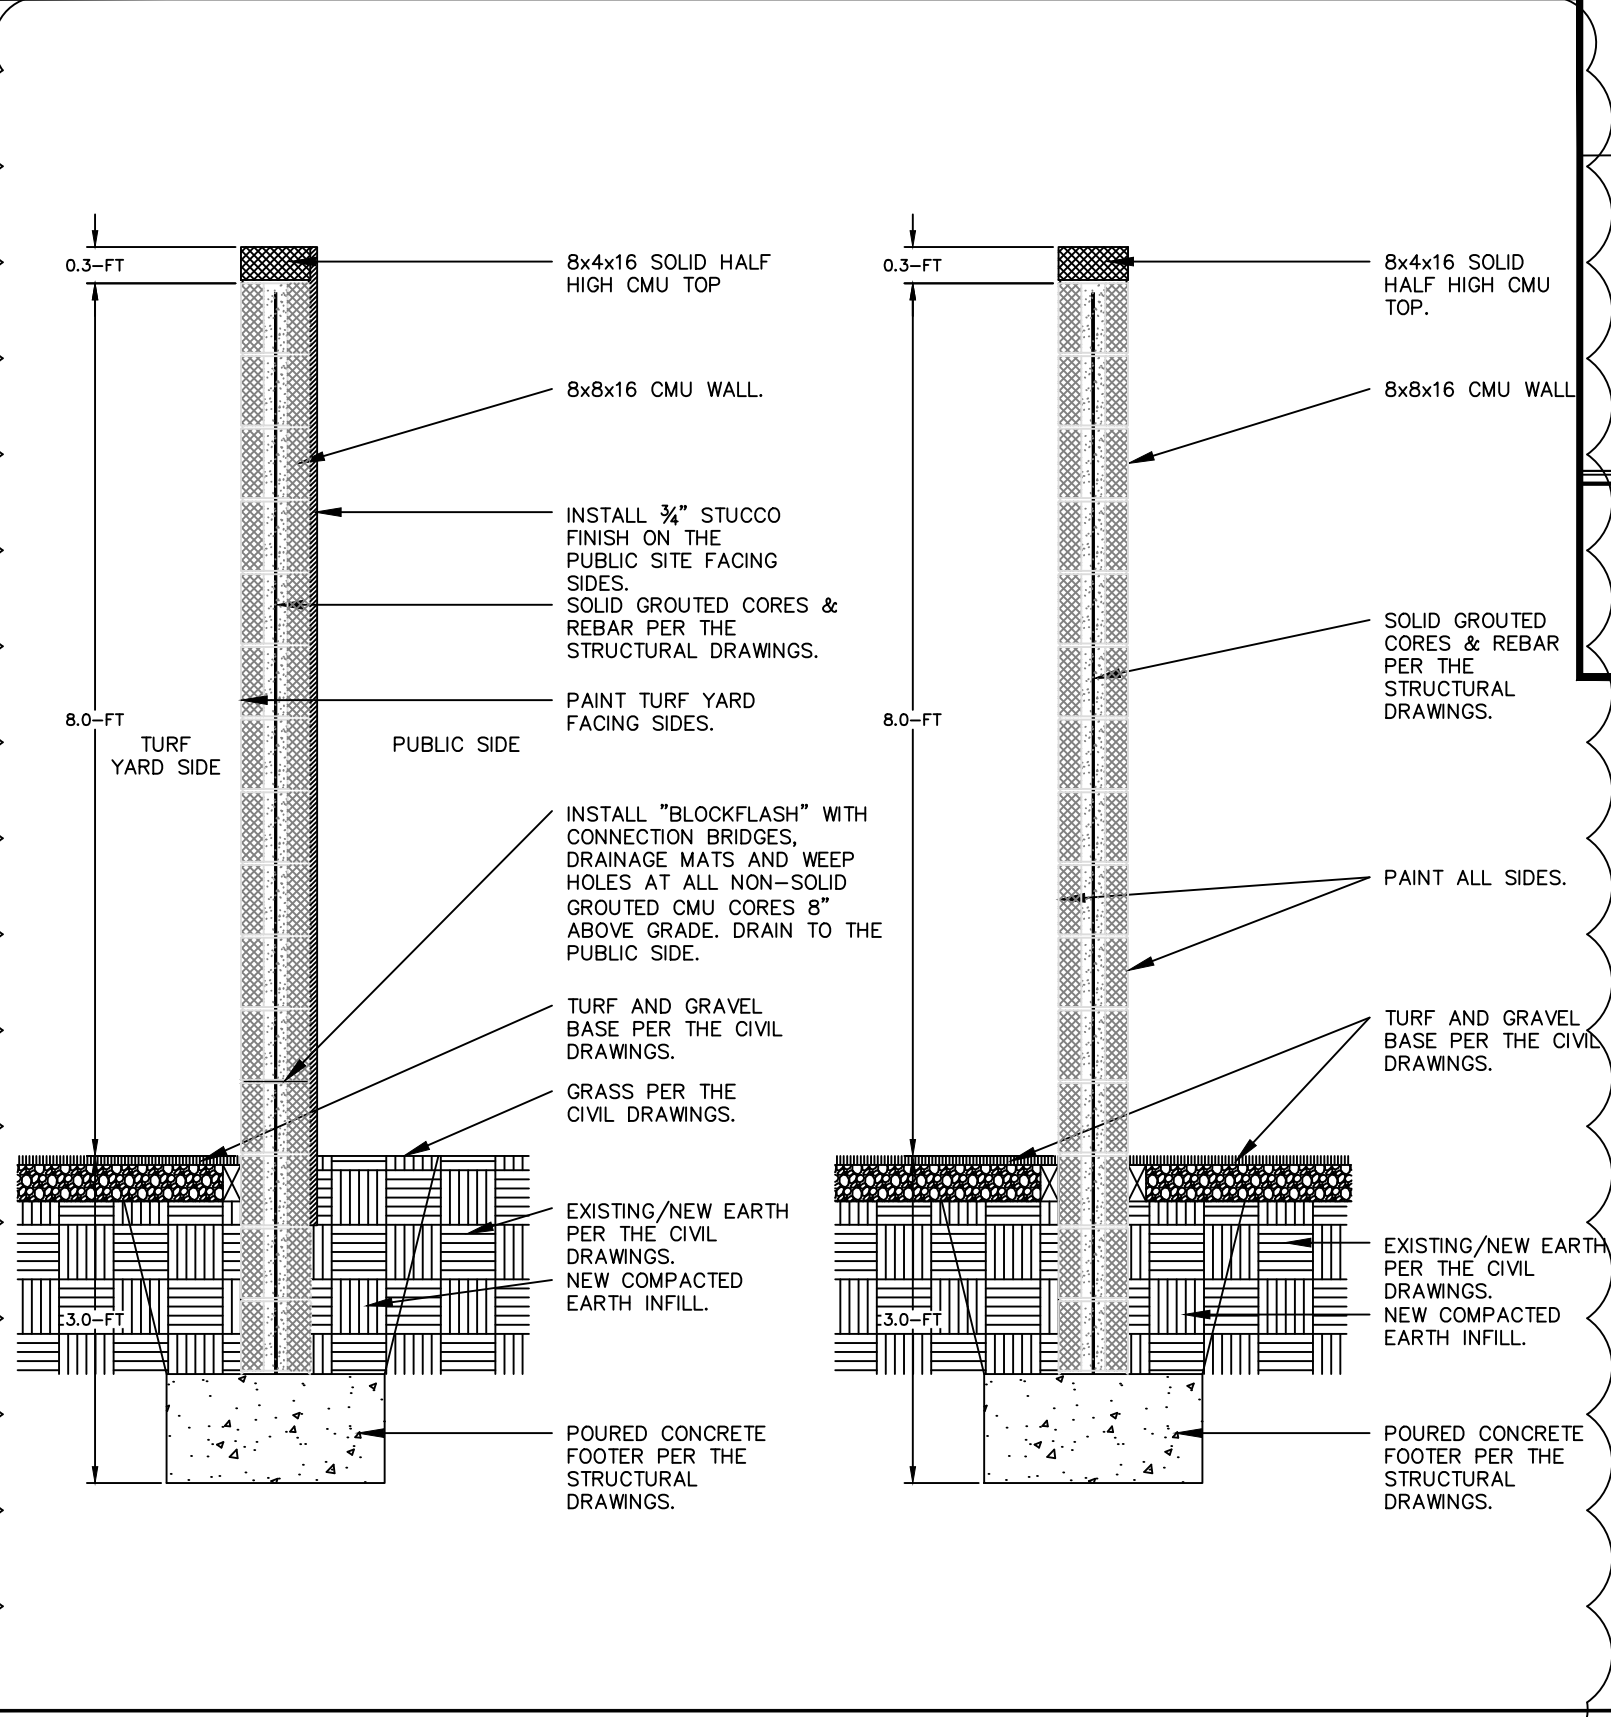 0.3-FT
8x4x16 SOLID HALF
HIGH CMU TOP
8x8x16 CMU WALL.
INSTALL ¾” STUCCO
FINISH ON THE
PUBLIC SITE FACING
SIDES.
SOLID GROUTED CORES &
REBAR PER THE
STRUCTURAL DRAWINGS.
PAINT TURF YARD
FACING SIDES.
8.0-FT
TURF
YARD SIDE
PUBLIC SIDE
INSTALL ”BLOCKFLASH” WITH
CONNECTION BRIDGES,
DRAINAGE MATS AND WEEP
HOLES AT ALL NON-SOLID
GROUTED CMU CORES 8”
ABOVE GRADE. DRAIN TO THE
PUBLIC SIDE.
TURF AND GRAVEL
BASE PER THE CIVIL
DRAWINGS.
GRASS PER THE
CIVIL DRAWINGS.
EXISTING/NEW EARTH
PER THE CIVIL
DRAWINGS.
NEW COMPACTED
EARTH INFILL.
3.0-FT
POURED CONCRETE
FOOTER PER THE
STRUCTURAL
DRAWINGS.
0.3-FT
8x4x16 SOLID
HALF HIGH CMU
TOP.
8x8x16 CMU WALL
SOLID GROUTED
CORES & REBAR
PER THE
STRUCTURAL
DRAWINGS.
8.0-FT
PAINT ALL SIDES.
TURF AND GRAVEL
BASE PER THE CIVIL
DRAWINGS.
EXISTING/NEW EARTH
PER THE CIVIL
DRAWINGS.
NEW COMPACTED
EARTH INFILL.
3.0-FT
POURED CONCRETE
FOOTER PER THE
STRUCTURAL
DRAWINGS.